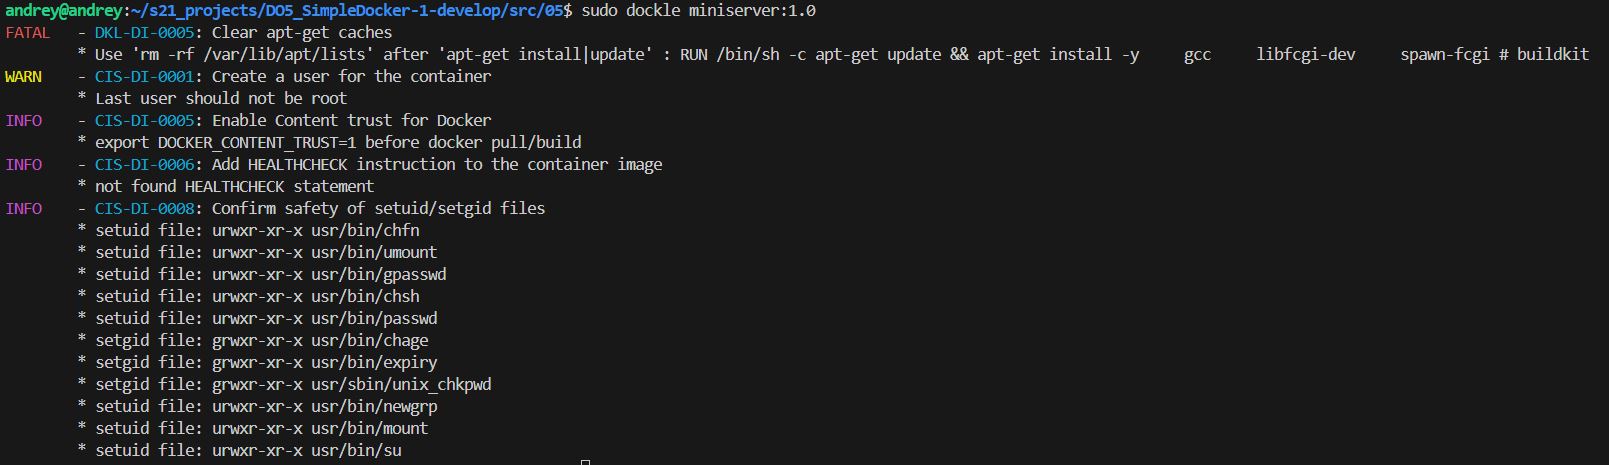 andrey@andrey:~/s21_projects/DO5_SimpleDocker-1-develop/src/05$ sudo dockle miniserver:1.0
FATAL   - DKL-DI-0005: Clear apt-get caches
        * Use 'rm -rf /var/lib/apt/lists' after 'apt-get install|update' : RUN /bin/sh -c apt-get update && apt-get install -y     gcc     libfcgi-dev     spawn-fcgi # buildkit
WARN    - CIS-DI-0001: Create a user for the container
        * Last user should not be root
INFO    - CIS-DI-0005: Enable Content trust for Docker
        * export DOCKER_CONTENT_TRUST=1 before docker pull/build
INFO    - CIS-DI-0006: Add HEALTHCHECK instruction to the container image
        * not found HEALTHCHECK statement
INFO    - CIS-DI-0008: Confirm safety of setuid/setgid files
        * setuid file: urwxr-xr-x usr/bin/chfn
        * setuid file: urwxr-xr-x usr/bin/umount
        * setuid file: urwxr-xr-x usr/bin/gpasswd
        * setuid file: urwxr-xr-x usr/bin/chsh
        * setuid file: urwxr-xr-x usr/bin/passwd
        * setgid file: grwxr-xr-x usr/bin/chage
        * setgid file: grwxr-xr-x usr/bin/expiry
        * setgid file: grwxr-xr-x usr/sbin/unix_chkpwd
        * setuid file: urwxr-xr-x usr/bin/newgrp
        * setuid file: urwxr-xr-x usr/bin/mount
        * setuid file: urwxr-xr-x usr/bin/su